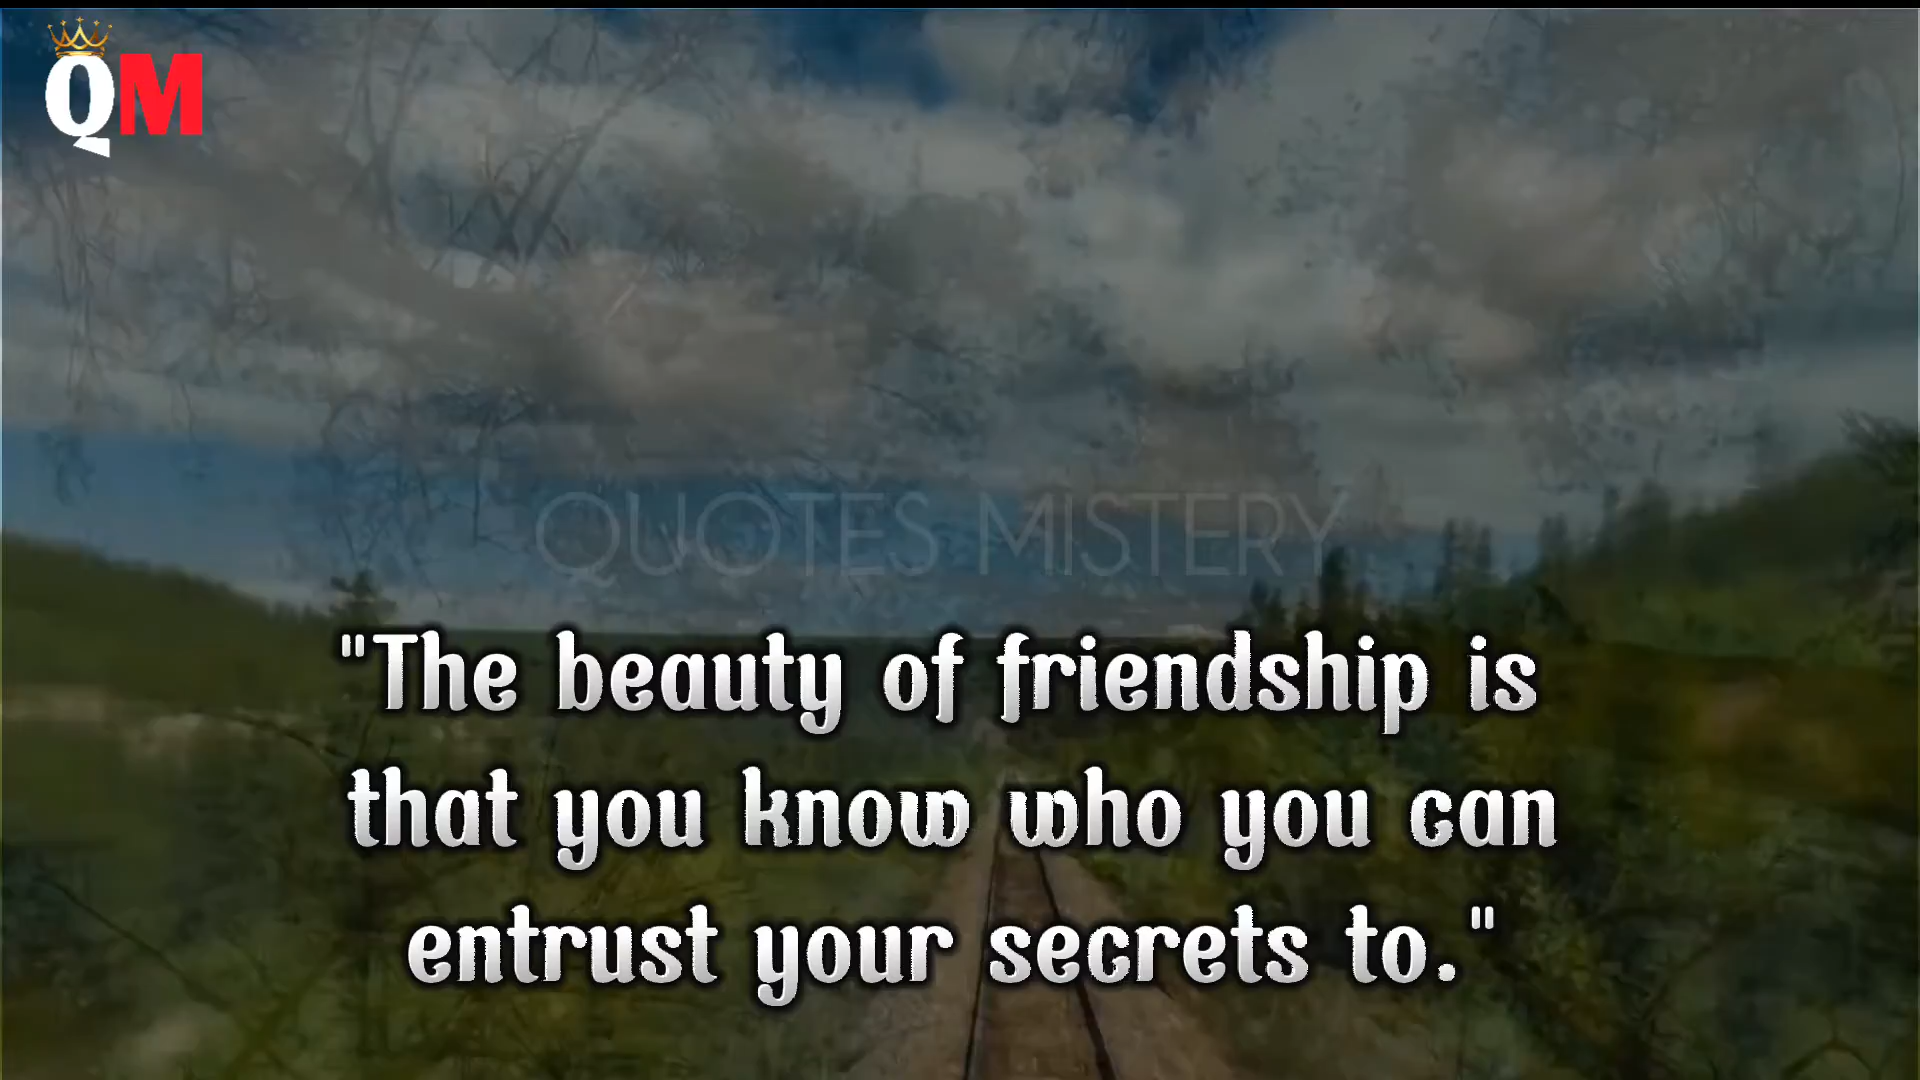 QM
QUOTES MISTERY
"The beauty of friendship is
that you know who you can
entrust your secrets to."